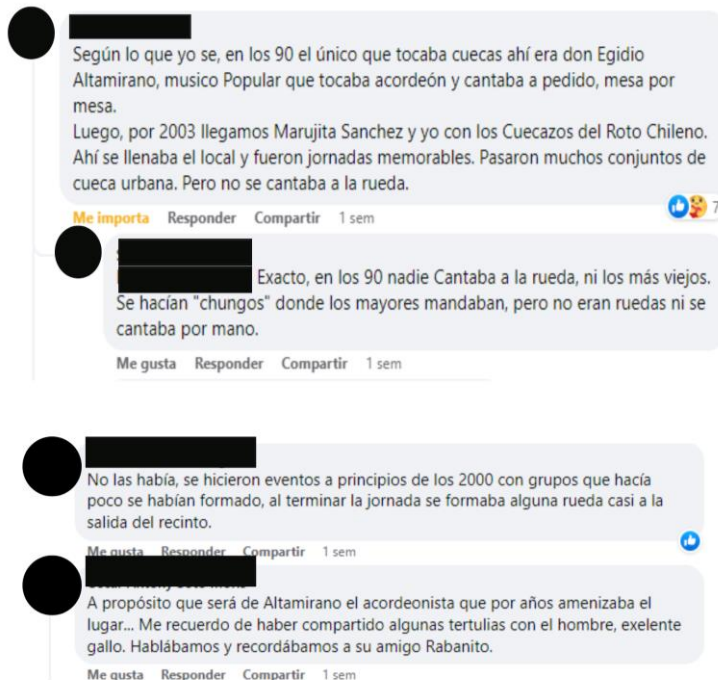 Según lo que yo se, en los 90 el único que tocaba cuecas ahí era don Egidio
Altamirano, musico Popular que tocaba acordeón y cantaba a pedido, mesa por
mesa.
Luego, por 2003 llegamos Marujita Sanchez y yo con los Cuecazos del Roto Chileno.
Ahí se llenaba el local y fueron jornadas memorables. Pasaron muchos conjuntos de
cueca urbana. Pero no se cantaba a la rueda.
7
Me importa Responder Compartir 1 sem
Exacto, en los 90 nadie Cantaba a la rueda, ni los más viejos.
Se hacían "chungos" donde los mayores mandaban, pero no eran ruedas ni se
cantaba por mano.
Me gusta Responder Compartir 1 sem
No las había, se hicieron eventos a principios de los 2000 con grupos que hacía
poco se habían formado, al terminar la jornada se formaba alguna rueda casi a la
salida del recinto.
Me gusta Responder Compartir 1 sem
A propósito que será de Altamirano el acordeonista que por años amenizaba el
lugar... Me recuerdo de haber compartido algunas tertulias con el hombre, exelente
gallo. Hablábamos y recordábamos a su amigo Rabanito.
Me gusta Responder Compartir 1 sem